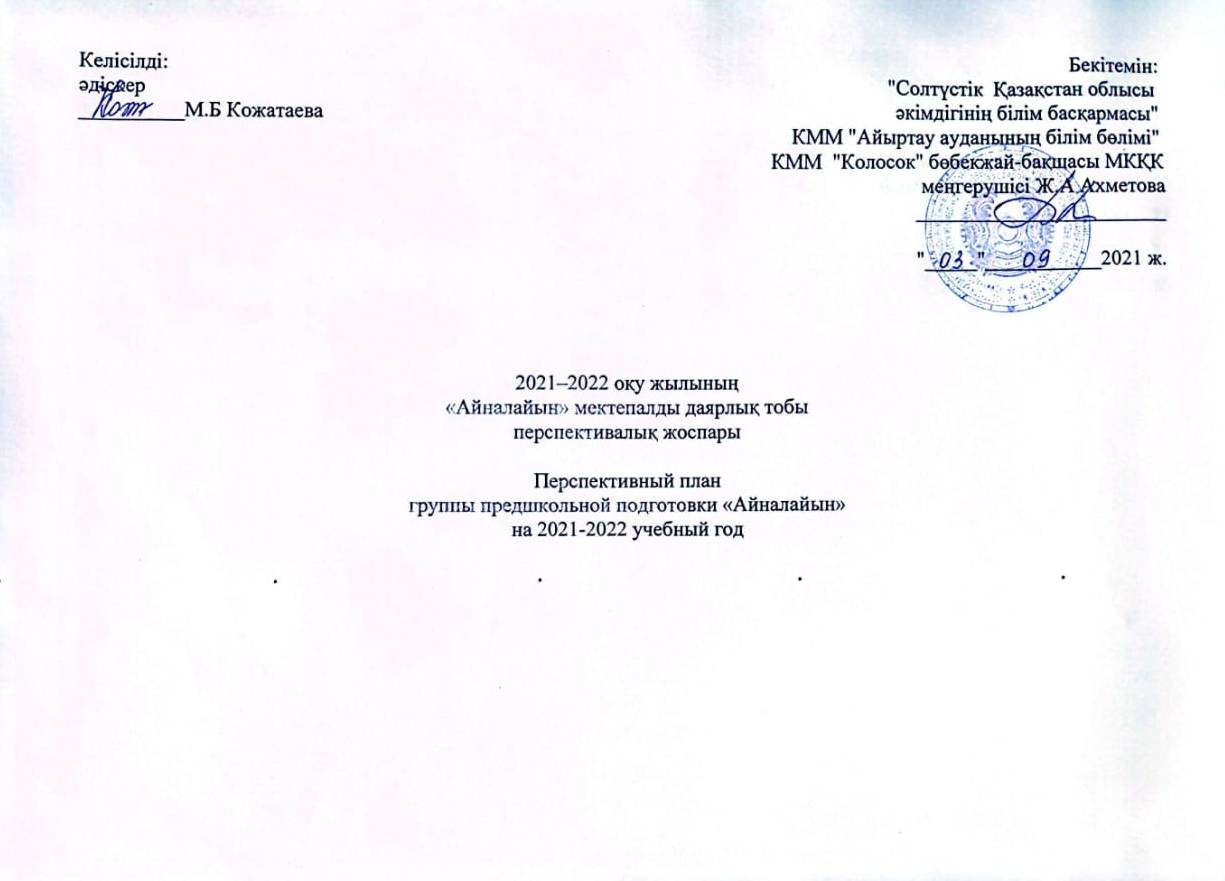 Келісілді:
әдіскер
__________М.Б Кожатаева
Бекітемін:
"Солтүстік Қазақстан облысы
әкімдігінің білім басқармасы"
КММ "Айыртау ауданының білім бөлімі"
КММ "Колосок" бөбекжай-бақшасы МКҚК
меңгерушісі Ж.А Ахметова
"03" 09 2021 ж.
2021–2022 оқу жылының
«Айналайын» мектепалды даярлық тобы
перспективалық жоспары
Перспективный план
группы предшкольной подготовки «Айналайын»
на 2021-2022 учебный год